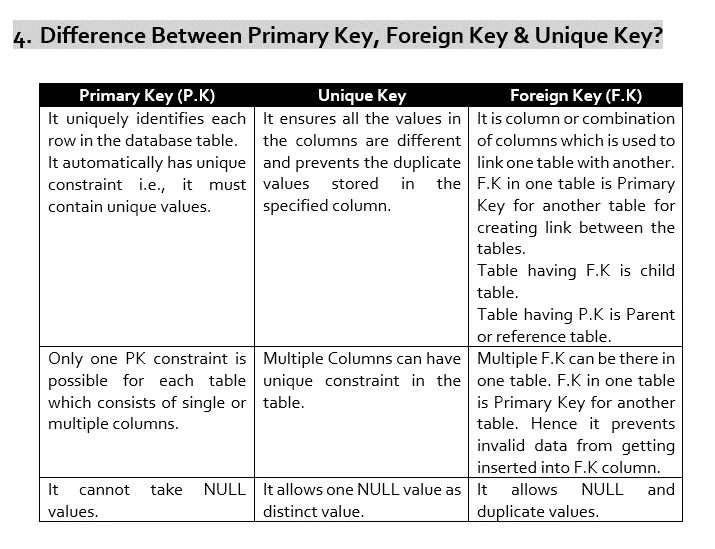 4. Difference Between Primary Key, Foreign Key & Unique Key?
Primary Key (P.K)
Unique Key
Foreign Key (F.K)
It uniquely identifies each
row in the database table.
It automatically has unique
constraint i.e., it must
contain unique values.
It ensures all the values in
the columns are different
and prevents the duplicate
values stored in the
specified column.
It is column or combination
of columns which is used to
link one table with another.
F.K in one table is Primary
Key for another table for
creating link between the
tables.
Table having F.K is child
table.
Table having P.K is Parent
or reference table.
Only one PK constraint is
possible for each table
which consists of single or
multiple columns.
Multiple Columns can have
unique constraint in the
table.
Multiple F.K can be there in
one table. F.K in one table
is Primary Key for another
table. Hence it prevents
invalid data from getting
inserted into F.K column.
It cannot take NULL
values.
It allows one NULL value as
distinct value.
It allows NULL and
duplicate values.